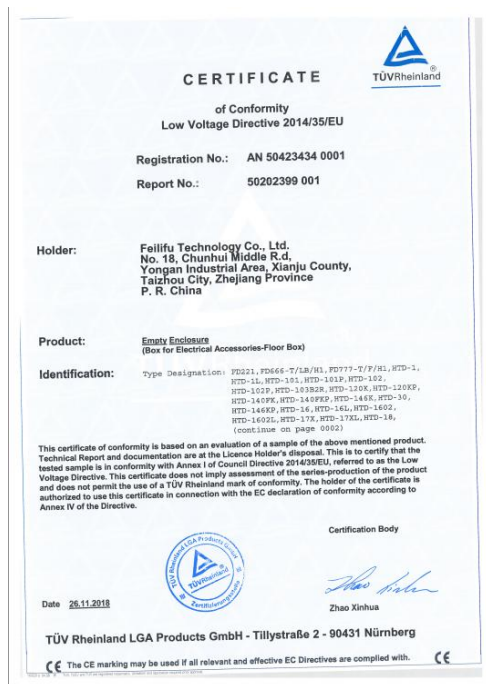 TÜVRheinland
®
CERTIFICATE
of Conformity
Low Voltage Directive 2014/35/EU
Registration No.: AN 50423434 0001
Report No.: 50202399 001
Holder: Feilifu Technology Co., Ltd.
No. 18, Chunhui Middle R.d,
Yongan Industrial Area, Xianju County,
Taizhou City, Zhejiang Province
P. R. China
Product: Empty Enclosure
(Box for Electrical Accessories-Floor Box)
Identification: Type Designation: FD221,FD666-T/LB/H1,FD777-T/F/H1,HTD-1,
HTD-1L,HTD-101,HTD-101P,HTD-102,
HTD-102P,HTD-103B2R,HTD-120K,HTD-120KP,
HTD-140FK,HTD-140FKP,HTD-146K,HTD-30,
HTD-146KP,HTD-16,HTD-16L,HTD-1602,
HTD-1602L,HTD-17X,HTD-17XL,HTD-18,
(continue on page 0002)
This certificate of conformity is based on an evaluation of a sample of the above mentioned product.
Technical Report and documentation are at the Licence Holder's disposal. This is to certify that the
tested sample is in conformity with Annex I of Council Directive 2014/35/EU, referred to as the Low
Voltage Directive. This certificate does not imply assessment of the series-production of the product
and does not permit the use of a TÜV Rheinland mark of conformity. The holder of the certificate is
authorized to use this certificate in connection with the EC declaration of conformity according to
Annex IV of the Directive.
Certification Body
TÜV Rheinland LGA Products GmbH
TÜVRheinland
Zertifizierungsstelle
Date 26.11.2018
Zhao Xinhua
TÜV Rheinland LGA Products GmbH - Tillystraße 2 - 90431 Nürnberg
CE The CE marking may be used if all relevant and effective EC Directives are complied with. CE